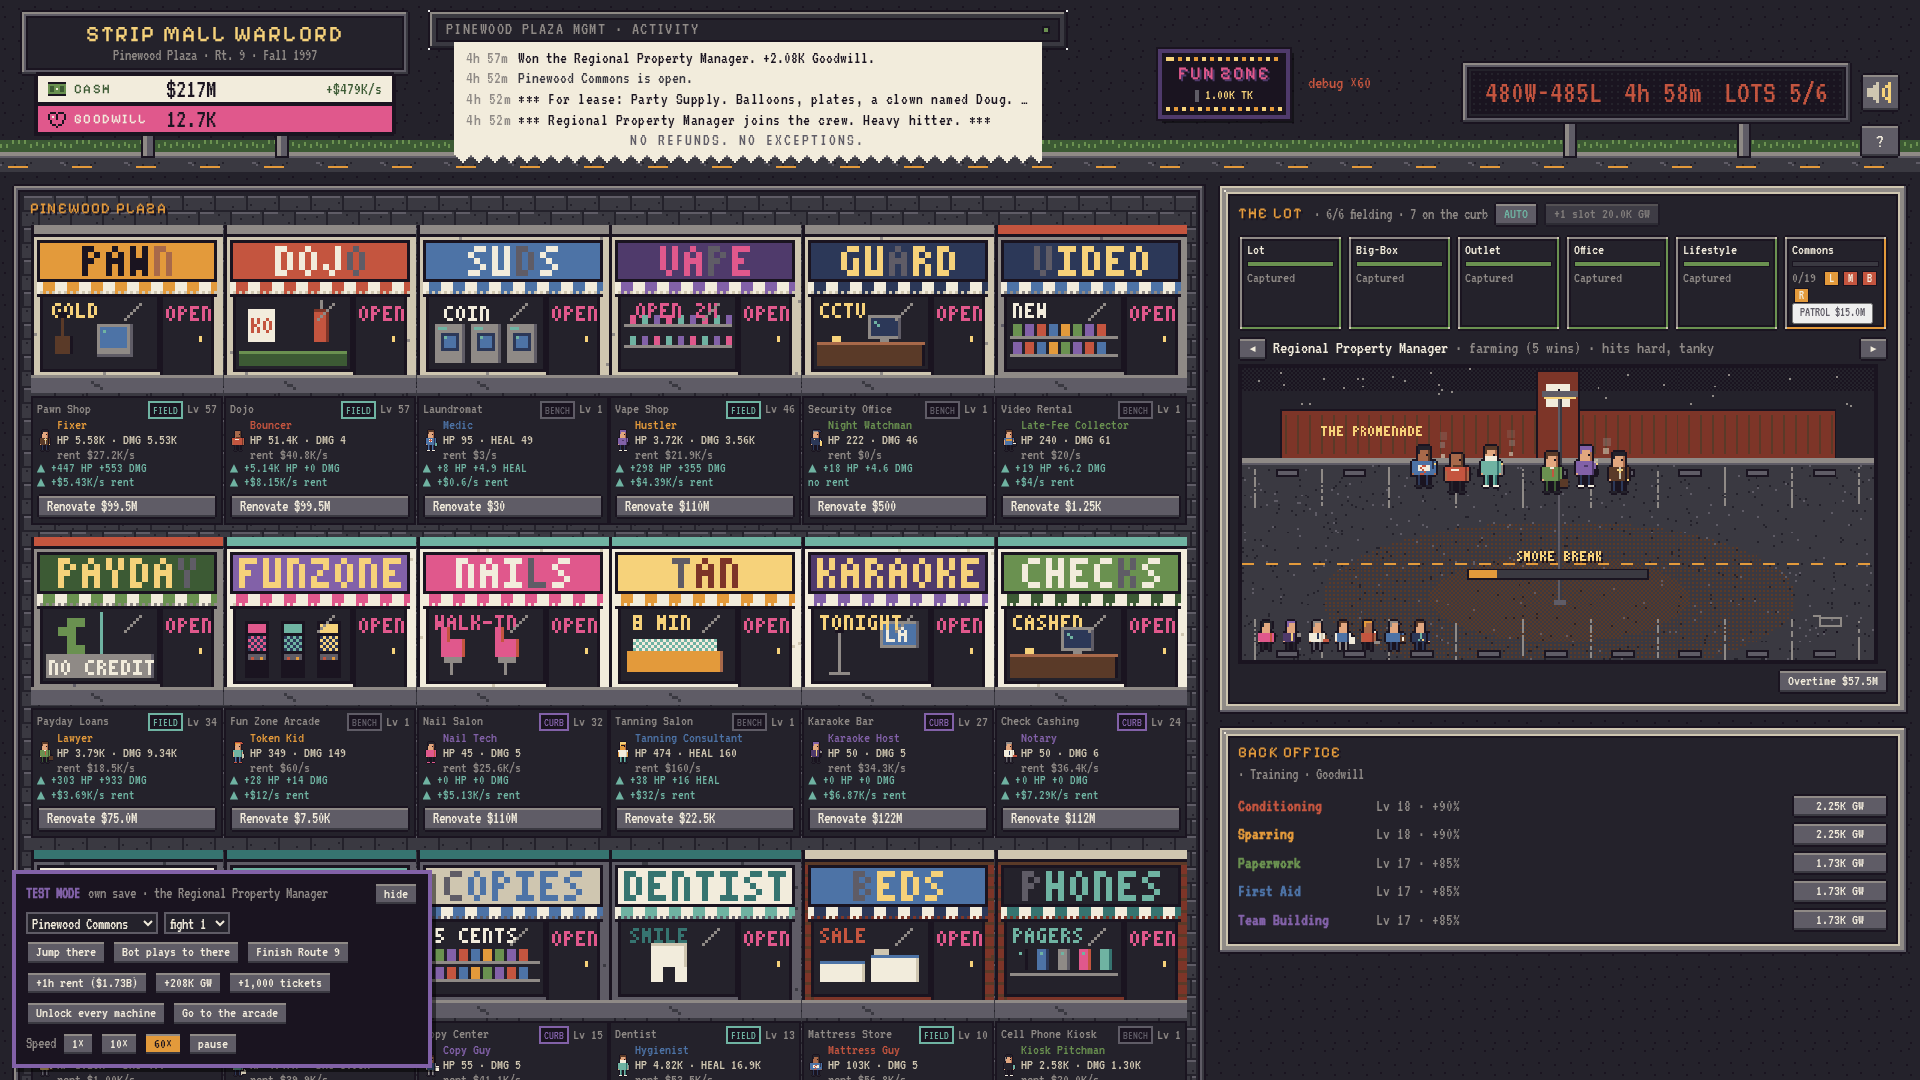 STRIP MALL WARLORD
Pinewood Plaza · Rt. 9 · Fall 1997
CASH $217M +$479K/s
GOODWILL 12.7K
PINEWOOD PLAZA MGMT · ACTIVITY
4h 57m Won the Regional Property Manager. +2.08K Goodwill.
4h 52m Pinewood Commons is open.
4h 52m *** For lease: Party Supply. Balloons, plates, a clown named Doug. …
4h 52m *** Regional Property Manager joins the crew. Heavy hitter. ***
NO REFUNDS. NO EXCEPTIONS.
FUN ZONE
1.00K TK
debug X60
480W-485L 4h 58m LOTS 5/6
?
PINEWOOD PLAZA
PAWN DOJO SUDS VAPE GUARD VIDEO
GOLD OPEN KO OPEN COIN OPEN OPEN 24 OPEN CCTV OPEN NEW OPEN
Pawn Shop FIELD Lv 57
Fixer
HP 5.58K · DMG 5.53K
rent $27.2K/s
▲ +447 HP +553 DMG
▲ +$5.43K/s rent
Renovate $99.5M
Dojo FIELD Lv 57
Bouncer
HP 51.4K · DMG 4
rent $40.8K/s
▲ +5.14K HP +0 DMG
▲ +$8.15K/s rent
Renovate $99.5M
Laundromat BENCH Lv 1
Medic
HP 95 · HEAL 49
rent $3/s
▲ +8 HP +4.9 HEAL
▲ +$0.6/s rent
Renovate $30
Vape Shop FIELD Lv 46
Hustler
HP 3.72K · DMG 3.56K
rent $21.9K/s
▲ +298 HP +355 DMG
▲ +$4.39K/s rent
Renovate $110M
Security Office BENCH Lv 1
Night Watchman
HP 222 · DMG 46
rent $0/s
▲ +18 HP +4.6 DMG
no rent
Renovate $500
Video Rental BENCH Lv 1
Late-Fee Collector
HP 240 · DMG 61
rent $20/s
▲ +19 HP +6.2 DMG
▲ +$4/s rent
Renovate $1.25K
PAYDAY FUNZONE NAILS TAN KARAOKE CHECKS
NO CREDIT OPEN OPEN WALK-IN OPEN 8 MIN OPEN TONIGHT LA OPEN CASHED OPEN
Payday Loans FIELD Lv 34
Lawyer
HP 3.79K · DMG 9.34K
rent $18.5K/s
▲ +303 HP +933 DMG
▲ +$3.69K/s rent
Renovate $75.0M
Fun Zone Arcade BENCH Lv 1
Token Kid
HP 349 · DMG 149
rent $60/s
▲ +28 HP +14 DMG
▲ +$12/s rent
Renovate $7.50K
Nail Salon CURB Lv 32
Nail Tech
HP 45 · DMG 5
rent $25.6K/s
▲ +0 HP +0 DMG
▲ +$5.13K/s rent
Renovate $110M
Tanning Salon BENCH Lv 1
Tanning Consultant
HP 474 · HEAL 160
rent $160/s
▲ +38 HP +16 HEAL
▲ +$32/s rent
Renovate $22.5K
Karaoke Bar CURB Lv 27
Karaoke Host
HP 50 · DMG 5
rent $34.3K/s
▲ +0 HP +0 DMG
▲ +$6.87K/s rent
Renovate $122M
Check Cashing CURB Lv 24
Notary
HP 50 · DMG 6
rent $36.4K/s
▲ +0 HP +0 DMG
▲ +$7.29K/s rent
Renovate $112M
COPIES DENTIST BEDS PHONES
5 CENTS OPEN SMILE OPEN SALE OPEN PAGERS OPEN
py Center CURB Lv 15
Copy Guy
HP 55 · DMG 5
Dentist FIELD Lv 13
Hygienist
HP 4.82K · HEAL 16.9K
Mattress Store FIELD Lv 10
Mattress Guy
HP 103K · DMG 5
Cell Phone Kiosk BENCH Lv 1
Kiosk Pitchman
HP 2.58K · DMG 1.30K
TEST MODE own save · the Regional Property Manager hide
Pinewood Commons fight 1
Jump there Bot plays to there Finish Route 9
+1h rent ($1.73B) +208K GW +1,000 tickets
Unlock every machine Go to the arcade
Speed 1X 10X 60X pause
THE LOT · 6/6 fielding · 7 on the curb AUTO +1 slot 20.0K GW
Lot Captured
Big-Box Captured
Outlet Captured
Office Captured
Lifestyle Captured
Commons
0/19 L M B
R
PATROL $15.0M
◄ Regional Property Manager · farming (5 wins) · hits hard, tanky ►
THE PROMENADE
SMOKE BREAK
Overtime $57.5M
BACK OFFICE
· Training · Goodwill
Conditioning Lv 18 · +90% 2.25K GW
Sparring Lv 18 · +90% 2.25K GW
Paperwork Lv 17 · +85% 1.73K GW
First Aid Lv 17 · +85% 1.73K GW
Team Building Lv 17 · +85% 1.73K GW